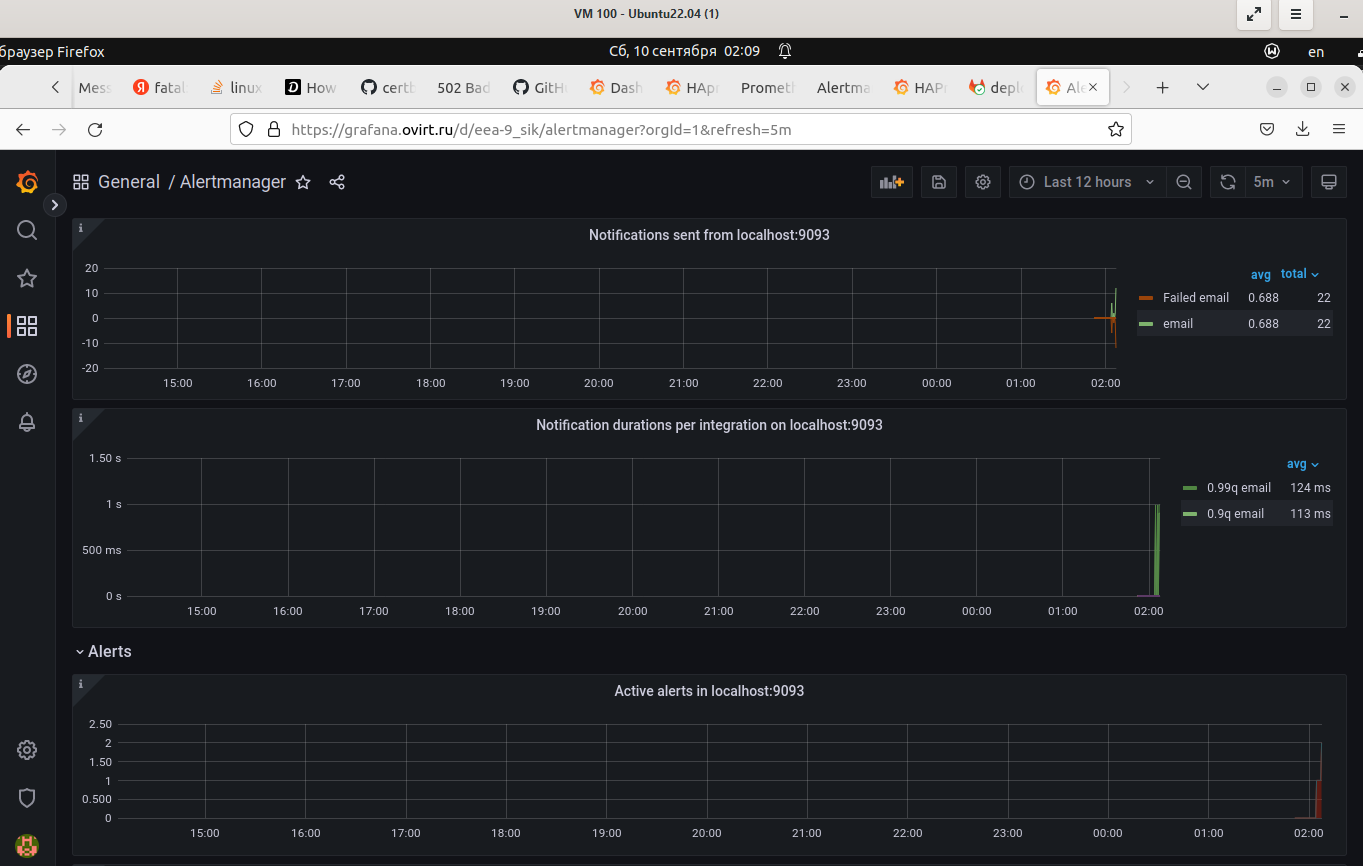 VM 100 - Ubuntu22.04 (1)
браузер Firefox
Сб, 10 сентября 02:09
en
Mess
fatal
linux
How
certb
502 Bad
GitH
Dash
HApr
Prometh
Alertma
HAPr
deplo
Ale
https://grafana.ovirt.ru/d/eea-9_sik/alertmanager?orgId=1&refresh=5m
General / Alertmanager
Last 12 hours
5m
Notifications sent from localhost:9093
20
10
0
-10
-20
15:00 16:00 17:00 18:00 19:00 20:00 21:00 22:00 23:00 00:00 01:00 02:00
avg total
Failed email 0.688 22
email 0.688 22
Notification durations per integration on localhost:9093
1.50 s
1 s
500 ms
0 s
15:00 16:00 17:00 18:00 19:00 20:00 21:00 22:00 23:00 00:00 01:00 02:00
avg
0.99q email 124 ms
0.9q email 113 ms
Alerts
Active alerts in localhost:9093
2.50
2
1.50
1
0.500
0
15:00 16:00 17:00 18:00 19:00 20:00 21:00 22:00 23:00 00:00 01:00 02:00